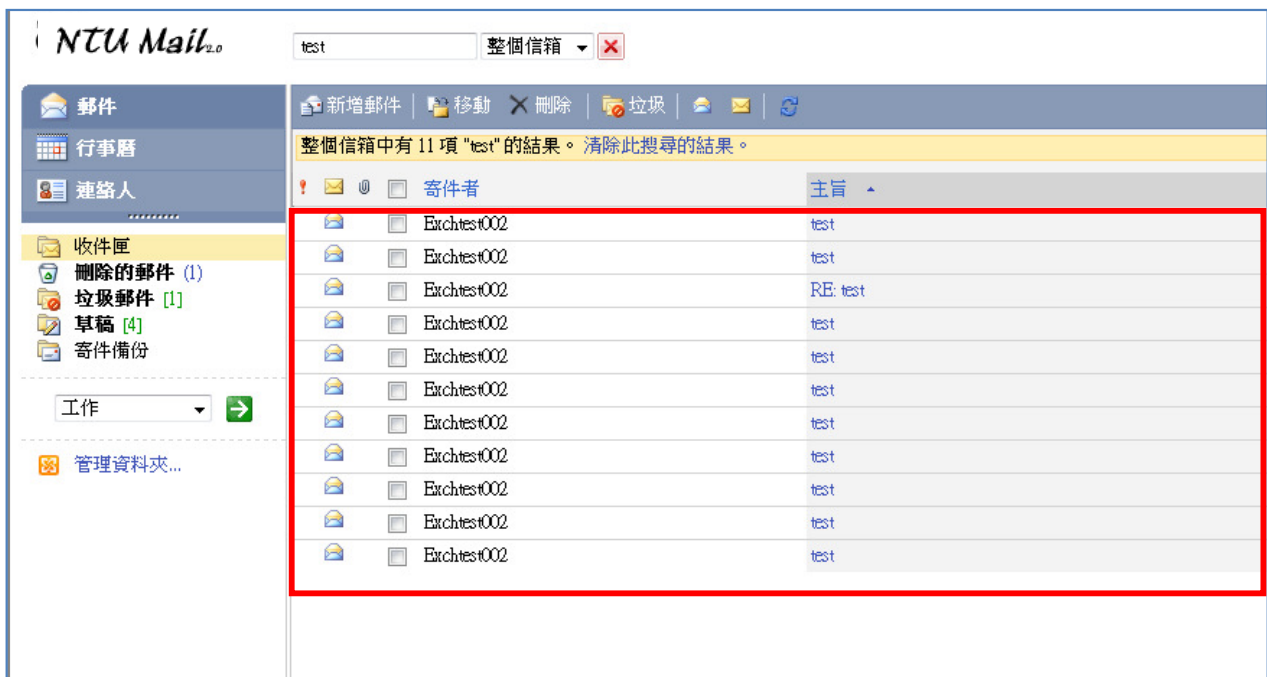 NTU Mail 2.0
test 整個信箱
郵件
行事曆
連絡人
收件匣
刪除的郵件 (1)
垃圾郵件 [1]
草稿 [4]
寄件備份
工作
管理資料夾...
新增郵件 移動 刪除 垃圾
整個信箱中有 11 項 "test" 的結果。 清除此搜尋的結果。
寄件者 主旨
Exchtest002 test
Exchtest002 test
Exchtest002 RE: test
Exchtest002 test
Exchtest002 test
Exchtest002 test
Exchtest002 test
Exchtest002 test
Exchtest002 test
Exchtest002 test
Exchtest002 test